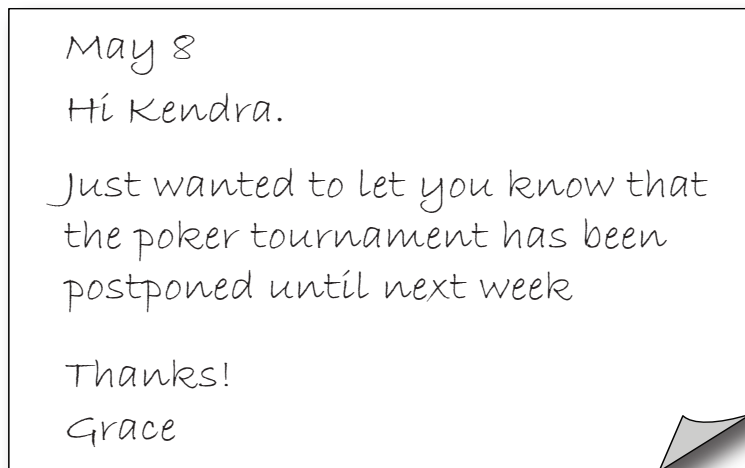 May 8
Hi Kendra.
Just wanted to let you know that
the poker tournament has been
postponed until next week
Thanks!
Grace